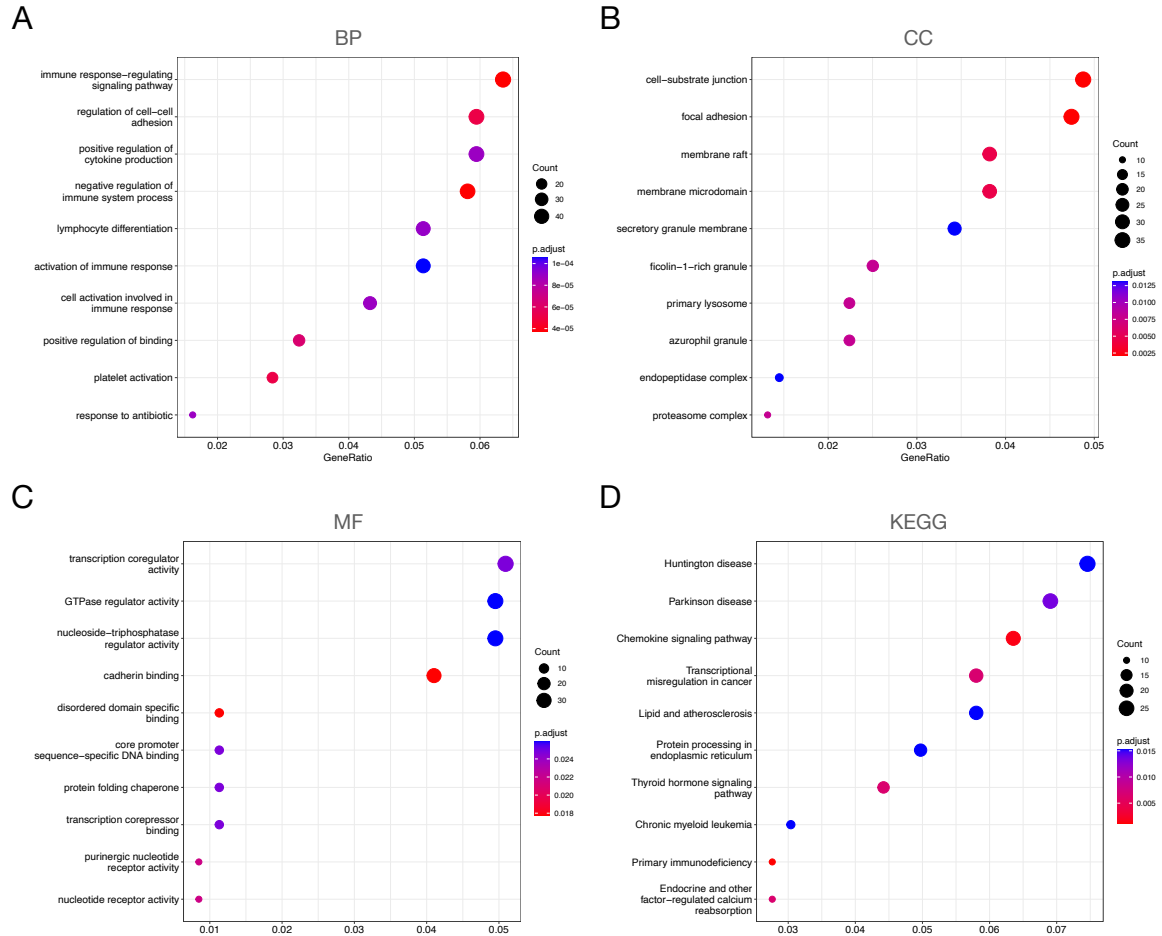 A
BP
immune response−regulating
signaling pathway
regulation of cell−cell
adhesion
positive regulation of
cytokine production
negative regulation of
immune system process
lymphocyte differentiation
activation of immune response
cell activation involved in
immune response
positive regulation of binding
platelet activation
response to antibiotic
0.02 0.03 0.04 0.05 0.06
GeneRatio
Count
20
30
40
p.adjust
1e−04
8e−05
6e−05
4e−05
B
CC
cell−substrate junction
focal adhesion
membrane raft
membrane microdomain
secretory granule membrane
ficolin−1−rich granule
primary lysosome
azurophil granule
endopeptidase complex
proteasome complex
0.02 0.03 0.04 0.05
GeneRatio
Count
10
15
20
25
30
35
p.adjust
0.0125
0.0100
0.0075
0.0050
0.0025
C
MF
transcription coregulator
activity
GTPase regulator activity
nucleoside−triphosphatase
regulator activity
cadherin binding
disordered domain specific
binding
core promoter
sequence−specific DNA binding
protein folding chaperone
transcription corepressor
binding
purinergic nucleotide
receptor activity
nucleotide receptor activity
0.01 0.02 0.03 0.04 0.05
Count
10
20
30
p.adjust
0.024
0.022
0.020
0.018
D
KEGG
Huntington disease
Parkinson disease
Chemokine signaling pathway
Transcriptional
misregulation in cancer
Lipid and atherosclerosis
Protein processing in
endoplasmic reticulum
Thyroid hormone signaling
pathway
Chronic myeloid leukemia
Primary immunodeficiency
Endocrine and other
factor−regulated calcium
reabsorption
0.03 0.04 0.05 0.06 0.07
Count
10
15
20
25
p.adjust
0.015
0.010
0.005